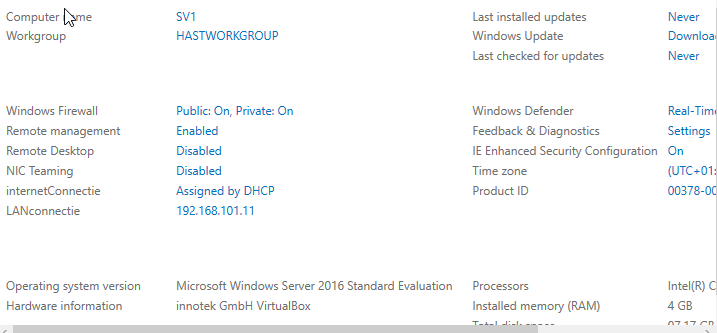 Computer me SV1 Last installed updates Never
Workgroup HASTWORKGROUP Windows Update Downloa
Last checked for updates Never
Windows Firewall Public: On, Private: On Windows Defender Real-Time
Remote management Enabled Feedback & Diagnostics Settings
Remote Desktop Disabled IE Enhanced Security Configuration On
NIC Teaming Disabled Time zone (UTC+01:
internetConnectie Assigned by DHCP Product ID 00378-00
LANconnectie 192.168.101.11
Operating system version Microsoft Windows Server 2016 Standard Evaluation Processors Intel(R) C
Hardware information innotek GmbH VirtualBox Installed memory (RAM) 4 GB
Total disk space 97.17 GB